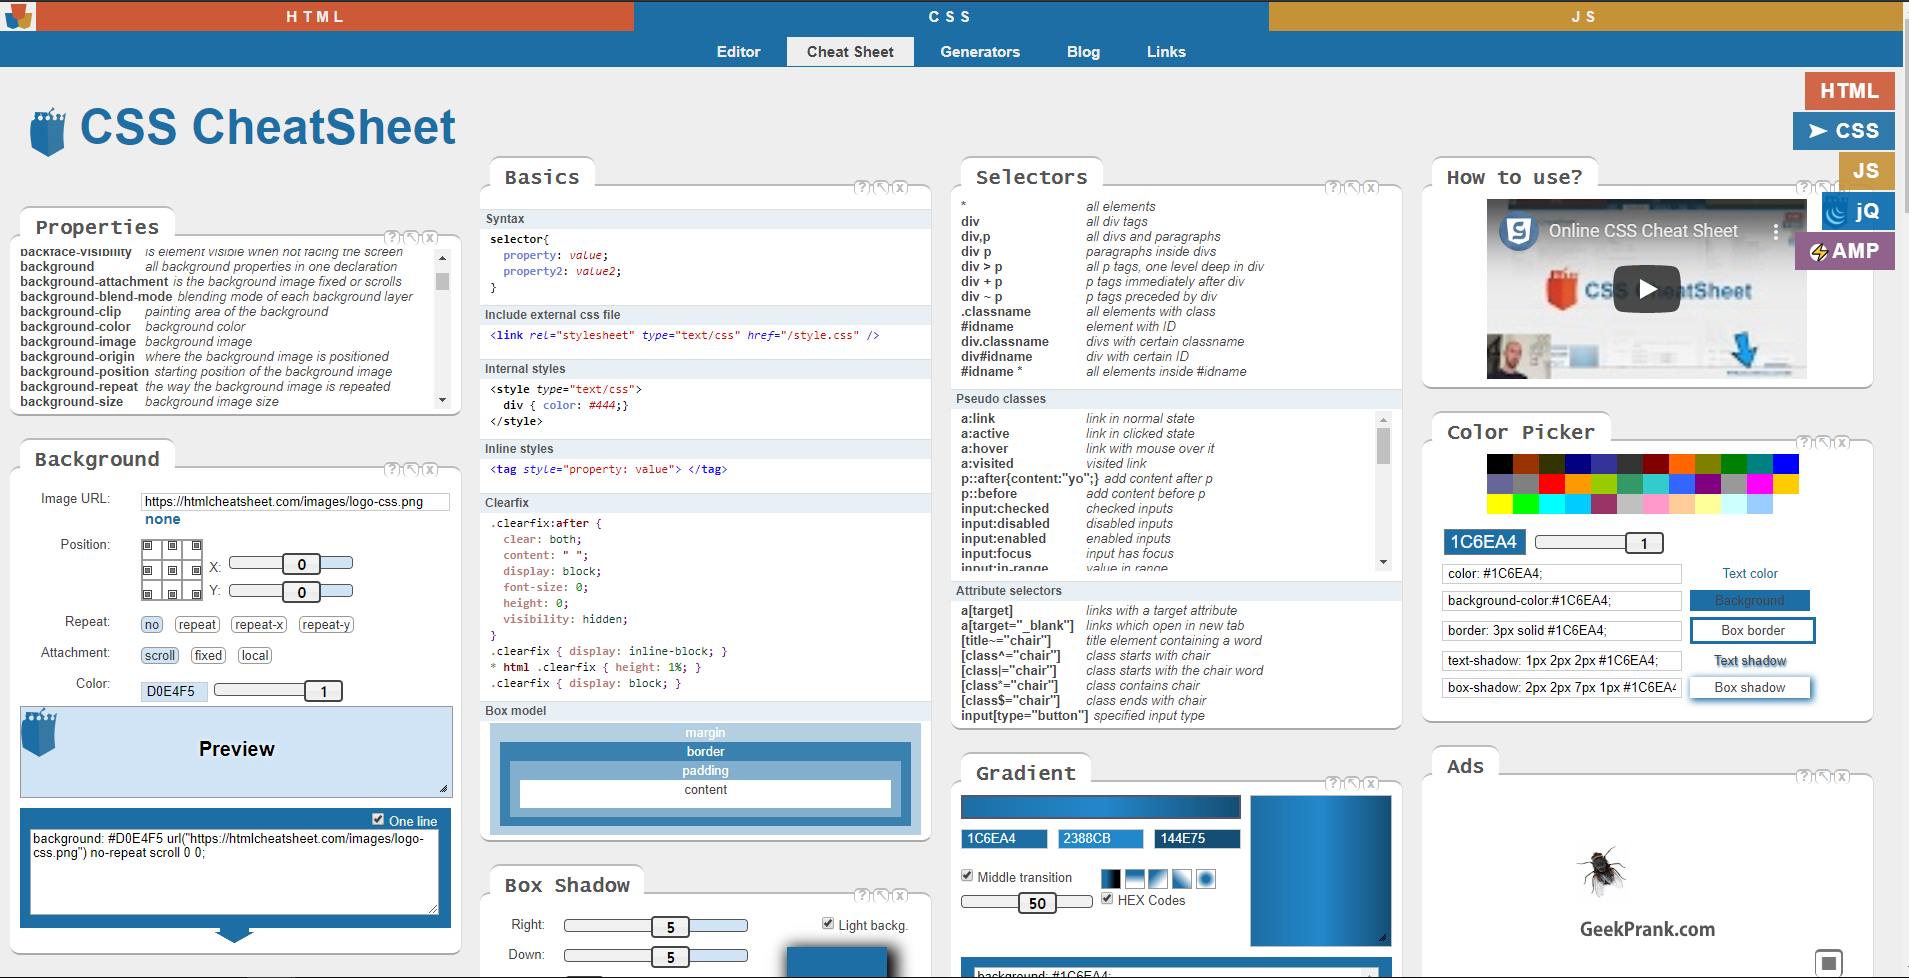 HTML
CSS
JS
Editor
Cheat Sheet
Generators
Blog
Links
HTML
➤ CSS
JS
jQ
AMP
CSS CheatSheet
Properties
backface-visibility is element visible when not facing the screen
background all background properties in one declaration
background-attachment is the background image fixed or scrolls
background-blend-mode blending mode of each background layer
background-clip painting area of the background
background-color background color
background-image background image
background-origin where the background image is positioned
background-position starting position of the background image
background-repeat the way the background image is repeated
background-size background image size
Background
Image URL: https://htmlcheatsheet.com/images/logo-css.png
none
Position:
X: 0
Y: 0
Repeat: no repeat repeat-x repeat-y
Attachment: scroll fixed local
Color: D0E4F5 1
Preview
One line
background: #D0E4F5 url("https://htmlcheatsheet.com/images/logo-
css.png") no-repeat scroll 0 0;
Basics
Syntax
selector{
property: value;
property2: value2;
}
Include external css file
<link rel="stylesheet" type="text/css" href="/style.css" />
Internal styles
<style type="text/css">
div { color: #444;}
</style>
Inline styles
<tag style="property: value"> </tag>
Clearfix
.clearfix:after {
clear: both;
content: " ";
display: block;
font-size: 0;
height: 0;
visibility: hidden;
}
.clearfix { display: inline-block; }
* html .clearfix { height: 1%; }
.clearfix { display: block; }
Box model
margin
border
padding
content
Box Shadow
Right: 5
Light backg.
Down: 5
Selectors
* all elements
div all div tags
div,p all divs and paragraphs
div p paragraphs inside divs
div > p all p tags, one level deep in div
div + p p tags immediately after div
div ~ p p tags preceded by div
.classname all elements with class
#idname element with ID
div.classname divs with certain classname
div#idname div with certain ID
#idname * all elements inside #idname
Pseudo classes
a:link link in normal state
a:active link in clicked state
a:hover link with mouse over it
a:visited visited link
p::after{content:"yo";} add content after p
p::before add content before p
input:checked checked inputs
input:disabled disabled inputs
input:enabled enabled inputs
input:focus input has focus
input:in-range value in range
Attribute selectors
a[target] links with a target attribute
a[target="_blank"] links which open in new tab
[title~="chair"] title element containing a word
[class^="chair"] class starts with chair
[class|="chair"] class starts with the chair word
[class*="chair"] class contains chair
[class$="chair"] class ends with chair
input[type="button"] specified input type
Gradient
1C6EA4 2388CB 144E75
Middle transition
50
HEX Codes
background: #1C6EA4;
How to use?
Online CSS Cheat Sheet
Color Picker
1C6EA4 1
color: #1C6EA4; Text color
background-color:#1C6EA4; Background
border: 3px solid #1C6EA4; Box border
text-shadow: 1px 2px 2px #1C6EA4; Text shadow
box-shadow: 2px 2px 7px 1px #1C6EA4 Box shadow
Ads
GeekPrank.com